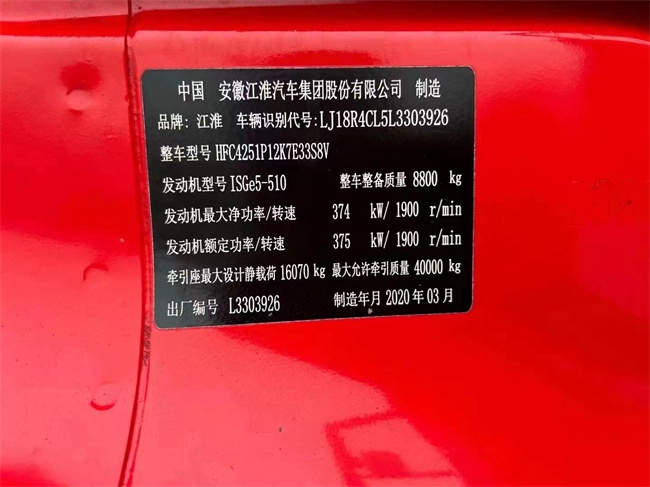 中国 安徽江淮汽车集团股份有限公司 制造
品牌: 江淮 车辆识别代号:LJ18R4CL5L3303926
整车型号 HFC4251P12K7E33S8V
发动机型号 ISGe5-510 整车整备质量 8800 kg
发动机最大净功率/转速 374 kW/ 1900 r/min
发动机额定功率/转速 375 kW/ 1900 r/min
牵引座最大设计静载荷 16070 kg 最大允许牵引质量 40000 kg
出厂编号 L3303926 制造年月 2020 年 03 月